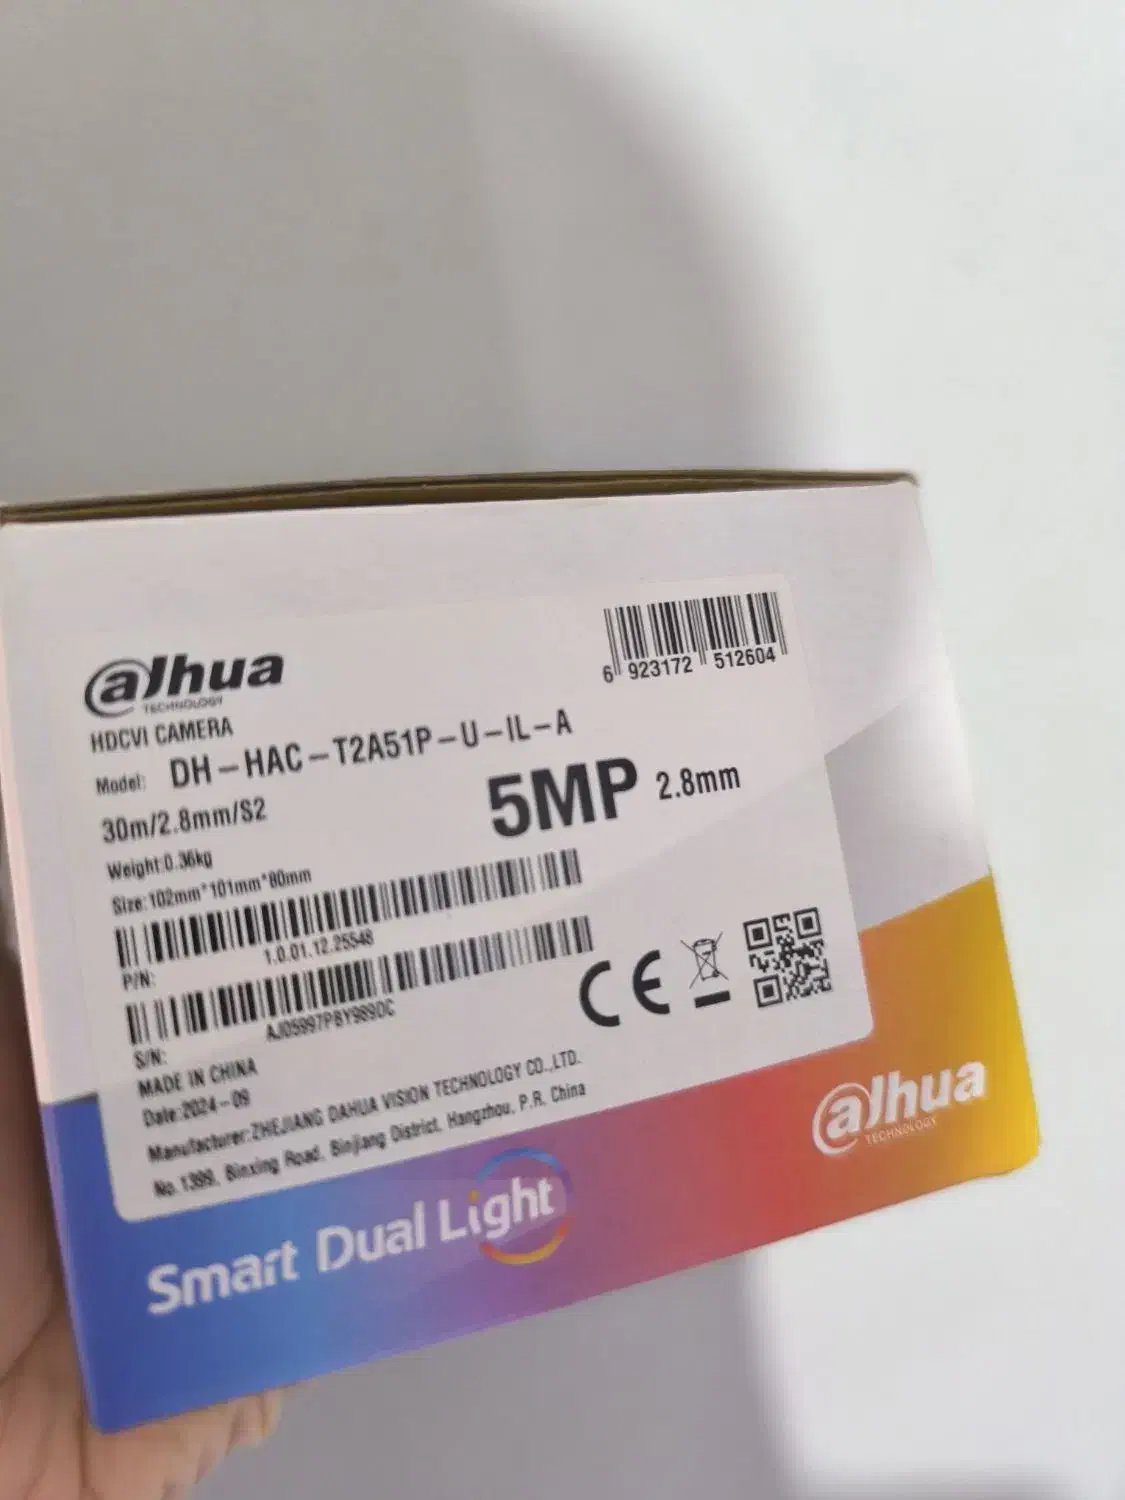 alhua
TECHNOLOGY
HDCVI CAMERA
6 923172 512604
Model: DH-HAC-T2A51P-U-IL-A
30m/2.8mm/S2
5MP 2.8mm
Weight:0.36kg
Size:102mm*101mm*80mm
P/N:
1.0.01.12.25548
S/N:
AJ05997PBY989DC
MADE IN CHINA
Date:2024-09
Manufacturer:ZHEJIANG DAHUA VISION TECHNOLOGY CO.,LTD.
No.1399, Binxing Road, Binjiang District, Hangzhou, P.R. China
CE
Smart Dual Light
alhua
TECHNOLOGY